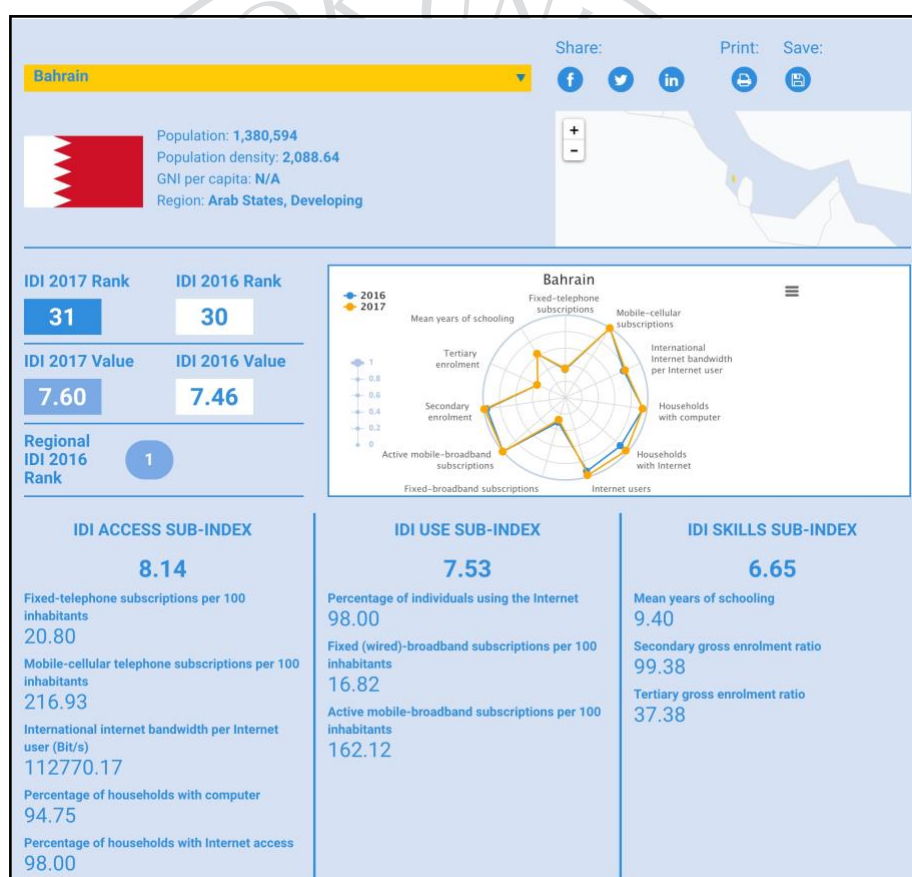 Share:
Print:
Save:
Bahrain
Population: 1,380,594
Population density: 2,088.64
GNI per capita: N/A
Region: Arab States, Developing
+
−
IDI 2017 Rank
IDI 2016 Rank
31
30
IDI 2017 Value
IDI 2016 Value
7.60
7.46
Regional
IDI 2016
Rank
1
Bahrain
2016
2017
Fixed-telephone
subscriptions
Mobile-cellular
subscriptions
International
Internet bandwidth
per Internet user
Households
with computer
Households
with Internet
Internet users
Fixed-broadband subscriptions
Active mobile-broadband
subscriptions
Secondary
enrolment
Tertiary
enrolment
Mean years of schooling
1
0.8
0.6
0.4
0.2
0
IDI ACCESS SUB-INDEX
8.14
Fixed-telephone subscriptions per 100
inhabitants
20.80
Mobile-cellular telephone subscriptions per 100
inhabitants
216.93
International internet bandwidth per Internet
user (Bit/s)
112770.17
Percentage of households with computer
94.75
Percentage of households with Internet access
98.00
IDI USE SUB-INDEX
7.53
Percentage of individuals using the Internet
98.00
Fixed (wired)-broadband subscriptions per 100
inhabitants
16.82
Active mobile-broadband subscriptions per 100
inhabitants
162.12
IDI SKILLS SUB-INDEX
6.65
Mean years of schooling
9.40
Secondary gross enrolment ratio
99.38
Tertiary gross enrolment ratio
37.38